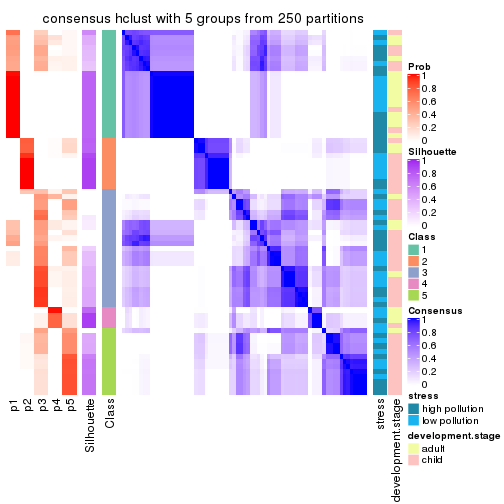 consensus hclust with 5 groups from 250 partitions
Prob
1
0.8
0.6
0.4
0.2
0
Silhouette
1
0.8
0.6
0.4
0.2
0
Class
1
2
3
4
5
Consensus
1
0.8
0.6
0.4
0.2
0
stress
high pollution
low pollution
development.stage
adult
child
p1
p2
p3
p4
p5
Silhouette
Class
stress
development.stage